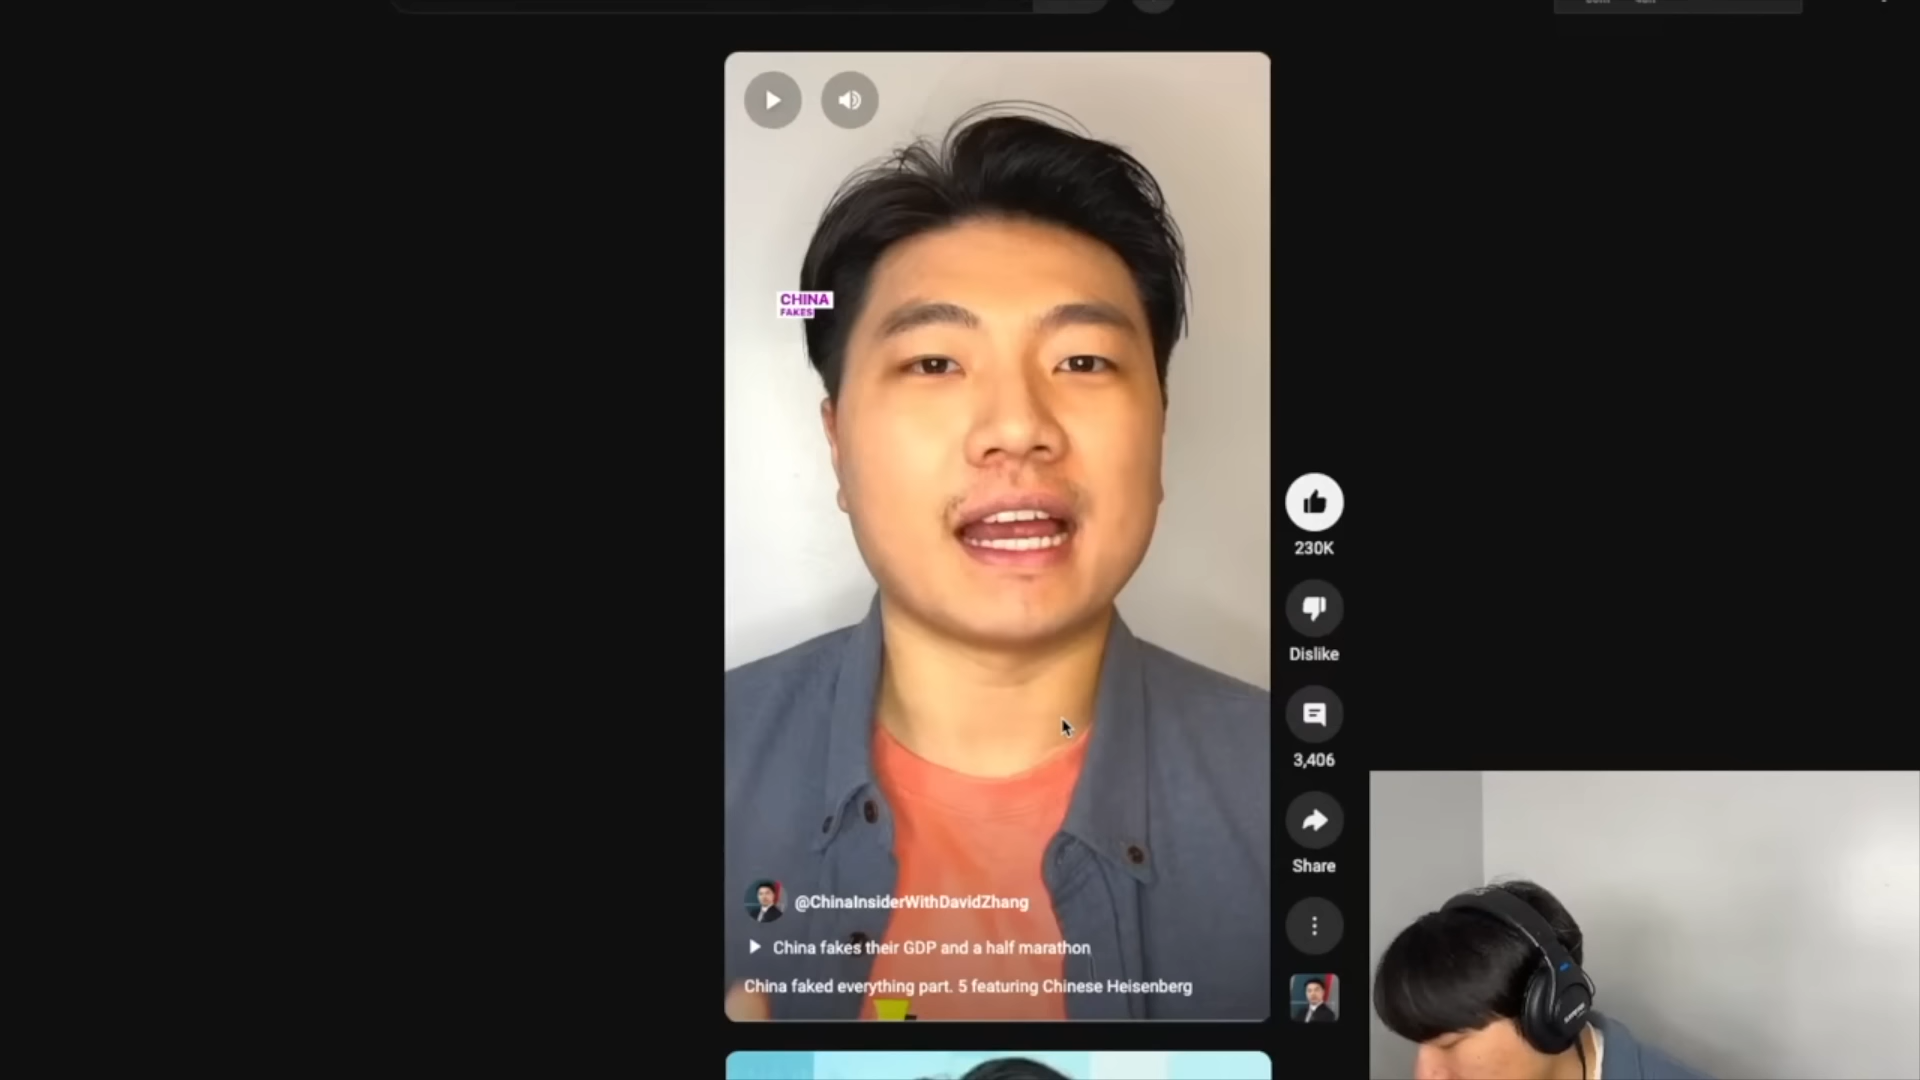 CHINA
FAKES
230K
Dislike
3,406
Share
@ChinaInsiderWithDavidZhang
China fakes their GDP and a half marathon
China faked everything part. 5 featuring Chinese Heisenberg